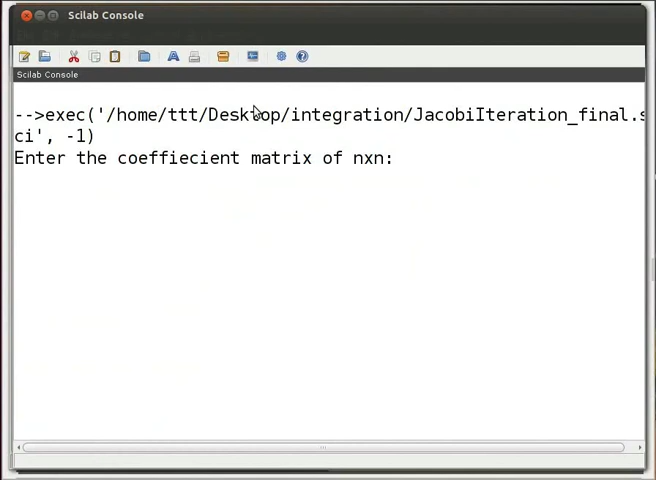 Scilab Console
Scilab Console
-->exec('/home/ttt/Desktop/integration/JacobiIteration_final.s
ci', -1)
Enter the coeffiecient matrix of nxn: